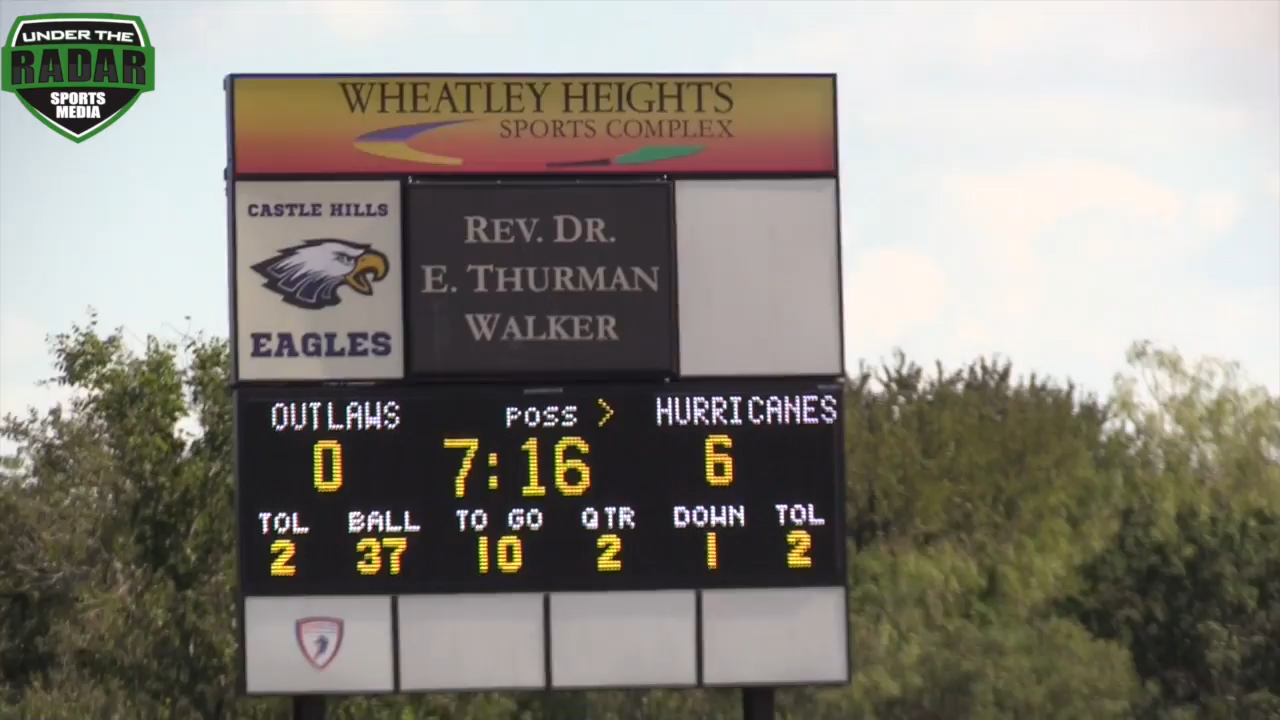 UNDER THE
RADAR
SPORTS
MEDIA
WHEATLEY HEIGHTS
SPORTS COMPLEX
CASTLE HILLS
EAGLES
REV. DR.
E. THURMAN
WALKER
OUTLAWS POSS > HURRICANES
0 7:16 6
TOL BALL TO GO QTR DOWN TOL
2 37 10 2 1 2